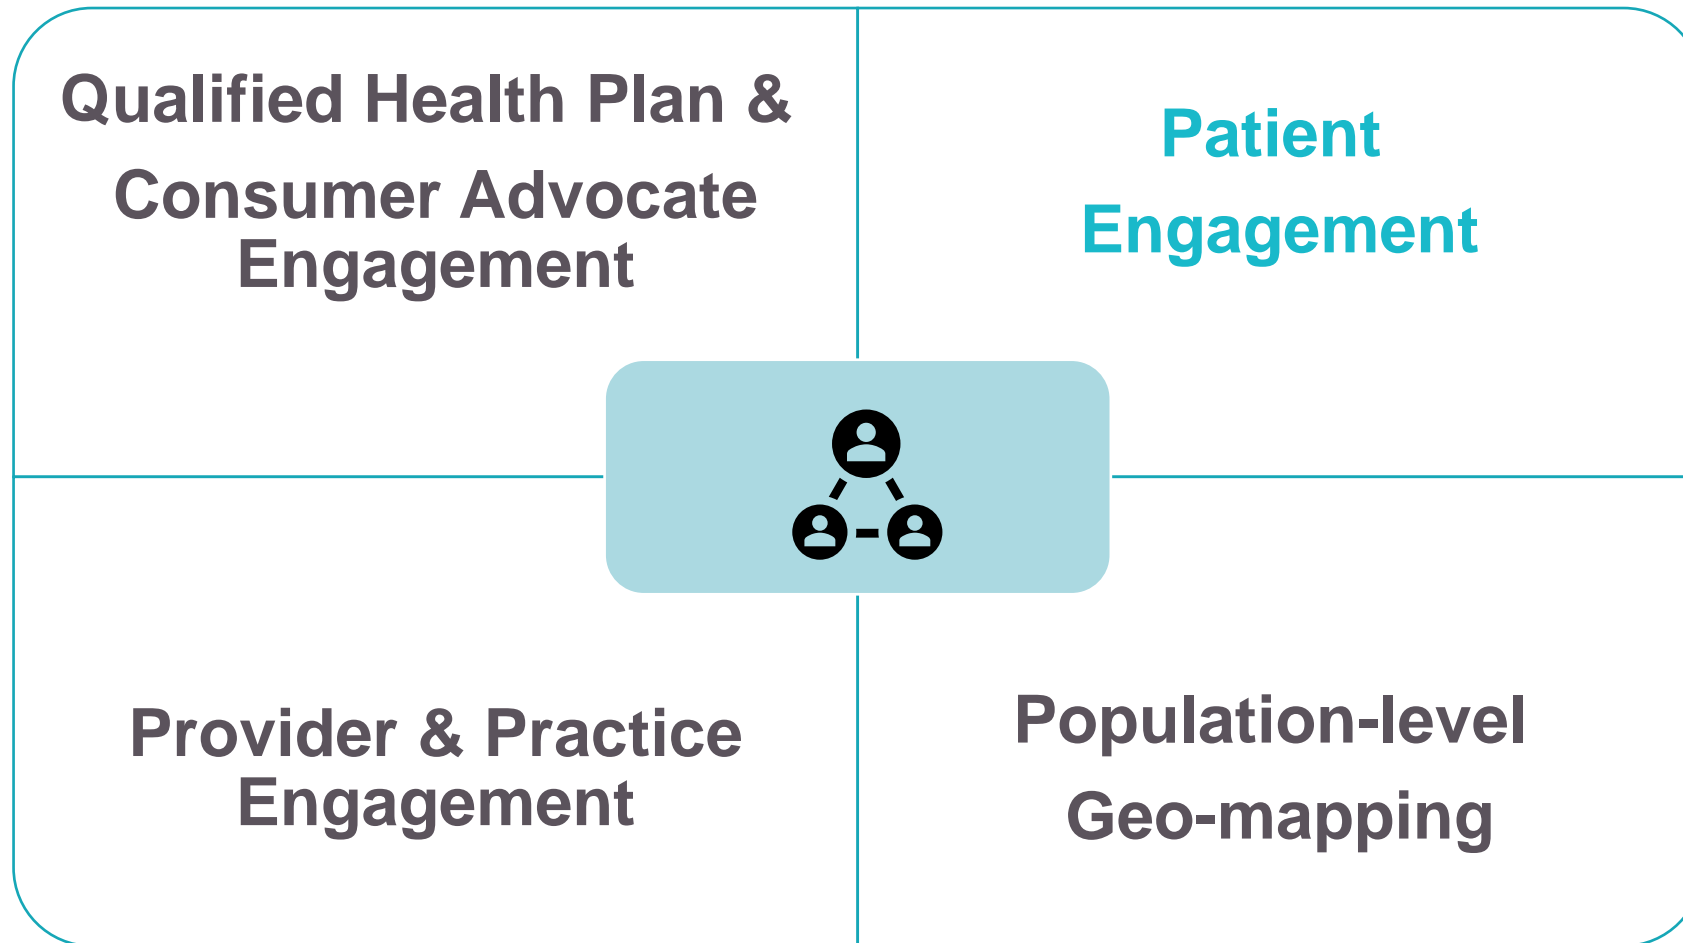 Qualified Health Plan &
Consumer Advocate
Engagement
Patient
Engagement
Provider & Practice
Engagement
Population-level
Geo-mapping